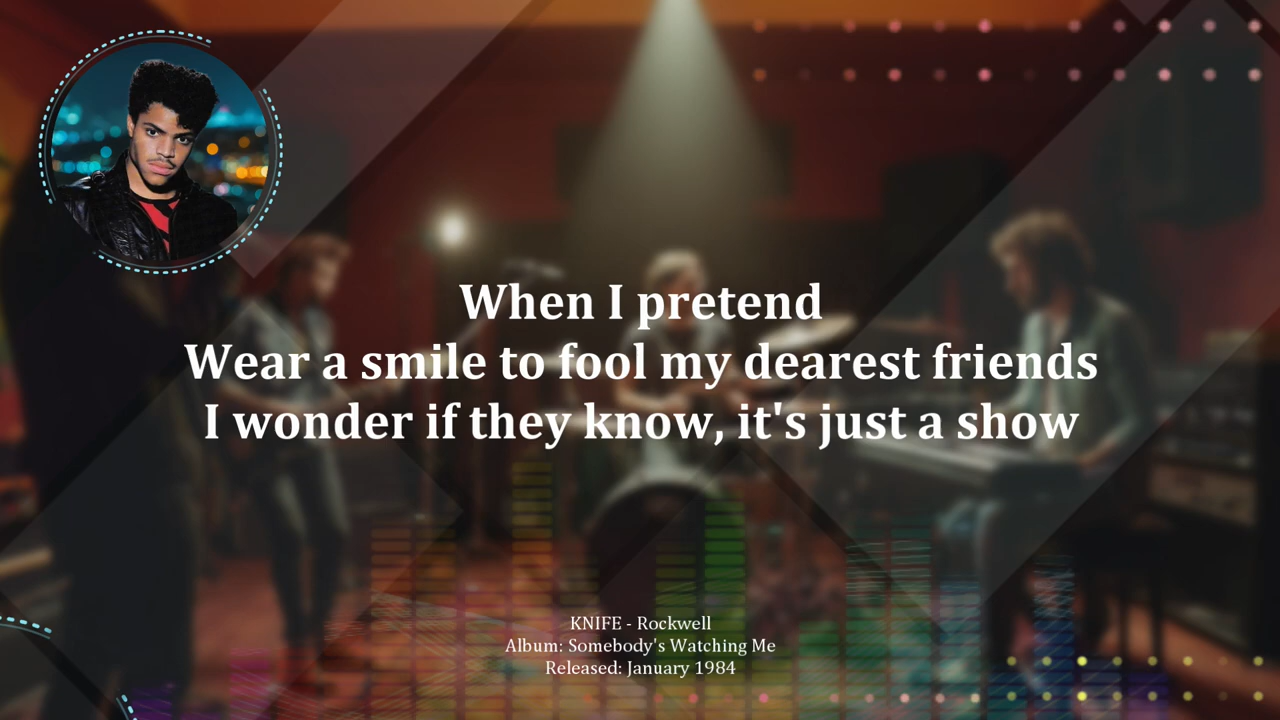 When I pretend
Wear a smile to fool my dearest friends
I wonder if they know, it's just a show
KNIFE - Rockwell
Album: Somebody's Watching Me
Released: January 1984